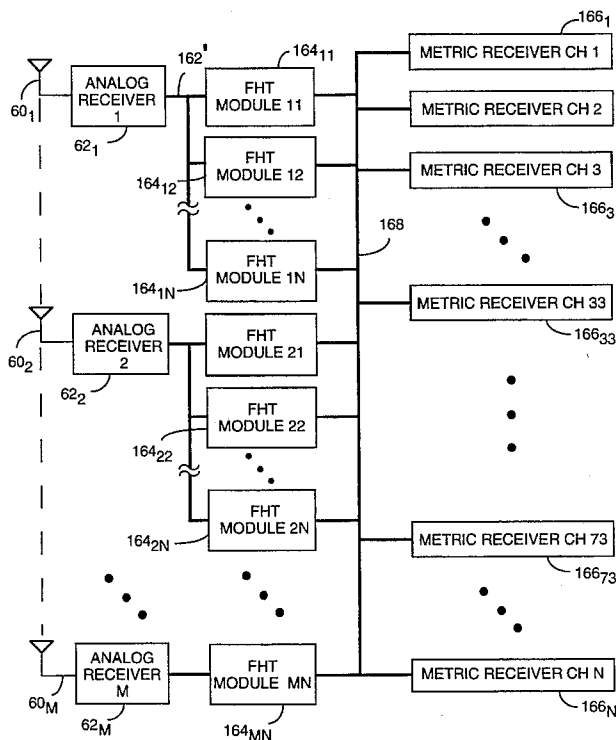 166₁
METRIC RECEIVER CH 1
60₁
ANALOG
RECEIVER
1
62₁
162'
164₁₁
FHT
MODULE 11
METRIC RECEIVER CH 2
164₁₂
FHT
MODULE 12
METRIC RECEIVER CH 3
166₃
168
164₁N
FHT
MODULE 1N
METRIC RECEIVER CH 33
166₃₃
60₂
ANALOG
RECEIVER
2
62₂
FHT
MODULE 21
164₂₂
FHT
MODULE 22
164₂N
FHT
MODULE 2N
METRIC RECEIVER CH 73
166₇₃
60M
ANALOG
RECEIVER
M
62M
FHT
MODULE MN
164MN
METRIC RECEIVER CH N
166N